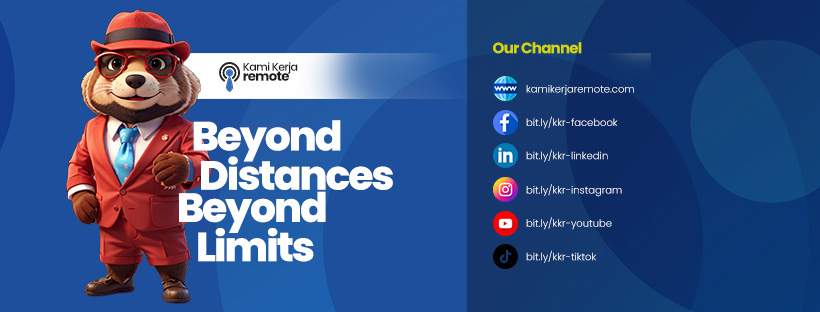 Kami Kerja
remote
Beyond
Distances
Beyond
Limits
Our Channel
www
kamikerjaremote.com
bit.ly/kkr-facebook
in
bit.ly/kkr-linkedin
bit.ly/kkr-instagram
bit.ly/kkr-youtube
bit.ly/kkr-tiktok